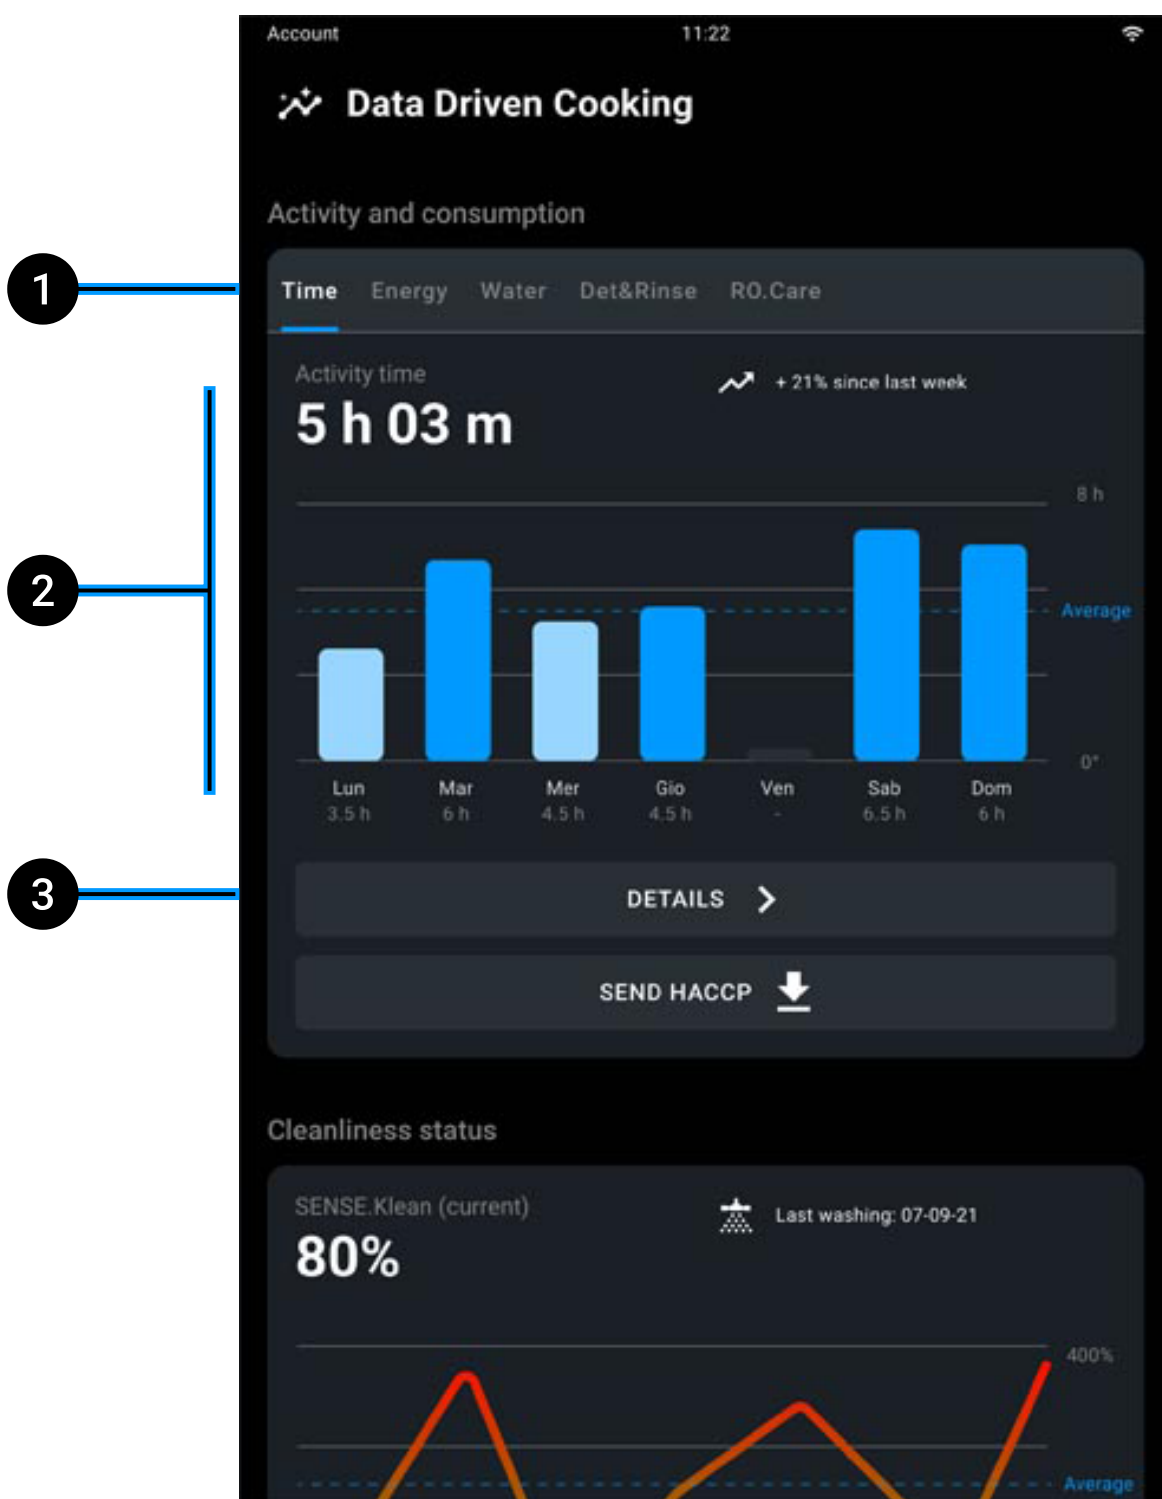 Account 11:22
Data Driven Cooking
Activity and consumption
1
Time Energy Water Det&Rinse RO.Care
Activity time
+ 21% since last week
5 h 03 m
8 h
2
Average
0°
Lun Mar Mer Gio Ven Sab Dom
3.5 h 6 h 4.5 h 4.5 h - 6.5 h 6 h
3
DETAILS
SEND HACCP
Cleanliness status
SENSE.Klean (current)
Last washing: 07-09-21
80%
400%
Average